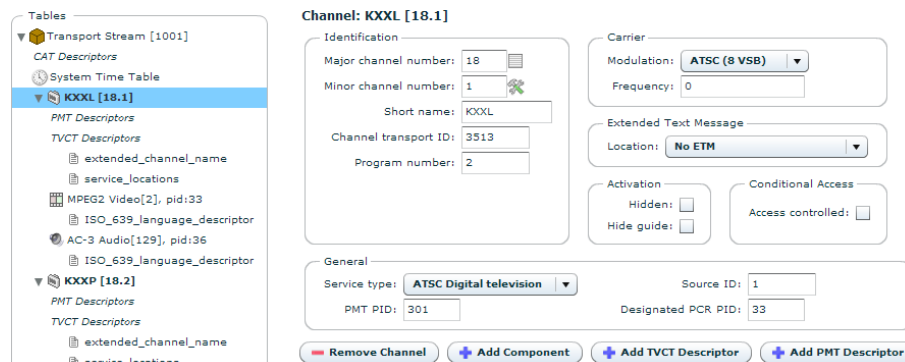 Tables
Transport Stream [1001]
CAT Descriptors
System Time Table
KXXL [18.1]
PMT Descriptors
TVCT Descriptors
extended_channel_name
service_locations
MPEG2 Video[2], pid:33
ISO_639_language_descriptor
AC-3 Audio[129], pid:36
ISO_639_language_descriptor
KXXP [18.2]
PMT Descriptors
TVCT Descriptors
extended_channel_name
service_locations
Channel: KXXL [18.1]
Identification
Major channel number: 18
Minor channel number: 1
Short name: KXXL
Channel transport ID: 3513
Program number: 2
Carrier
Modulation: ATSC (8 VSB)
Frequency: 0
Extended Text Message
Location: No ETM
Activation
Hidden:
Hide guide:
Conditional Access
Access controlled:
General
Service type: ATSC Digital television
Source ID: 1
PMT PID: 301
Designated PCR PID: 33
Remove Channel
Add Component
Add TVCT Descriptor
Add PMT Descriptor